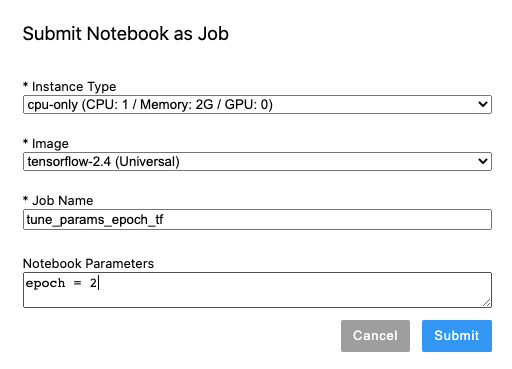 Submit Notebook as Job
* Instance Type
cpu-only (CPU: 1 / Memory: 2G / GPU: 0)
* Image
tensorflow-2.4 (Universal)
* Job Name
tune_params_epoch_tf
Notebook Parameters
epoch = 2
Cancel Submit